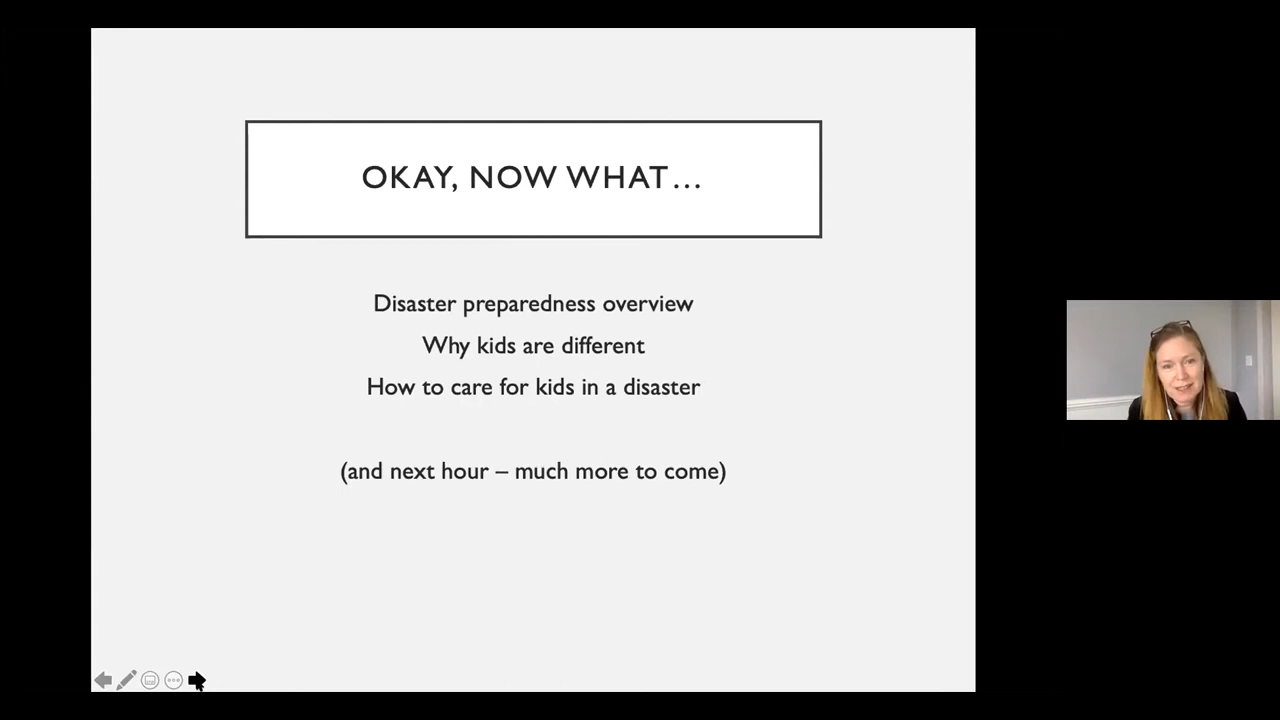 OKAY, NOW WHAT…
Disaster preparedness overview
Why kids are different
How to care for kids in a disaster
(and next hour – much more to come)